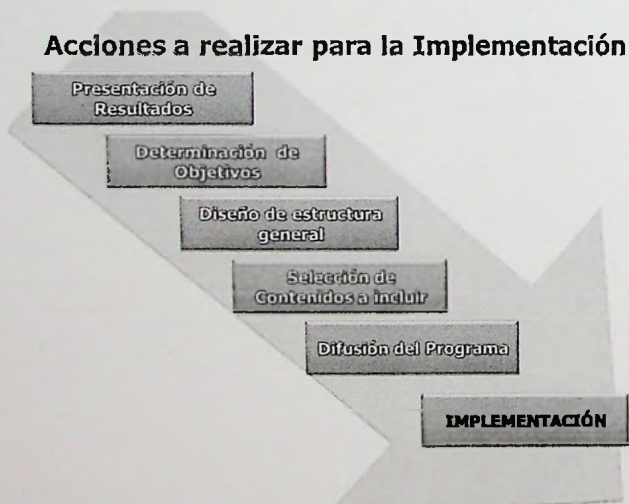 Acciones a realizar para la Implementación
Presentación de
Resultados
Determinación de
Objetivos
Diseño de estructura
general
Selección de
Contenidos a incluir
Difusión del Programa
IMPLEMENTACIÓN